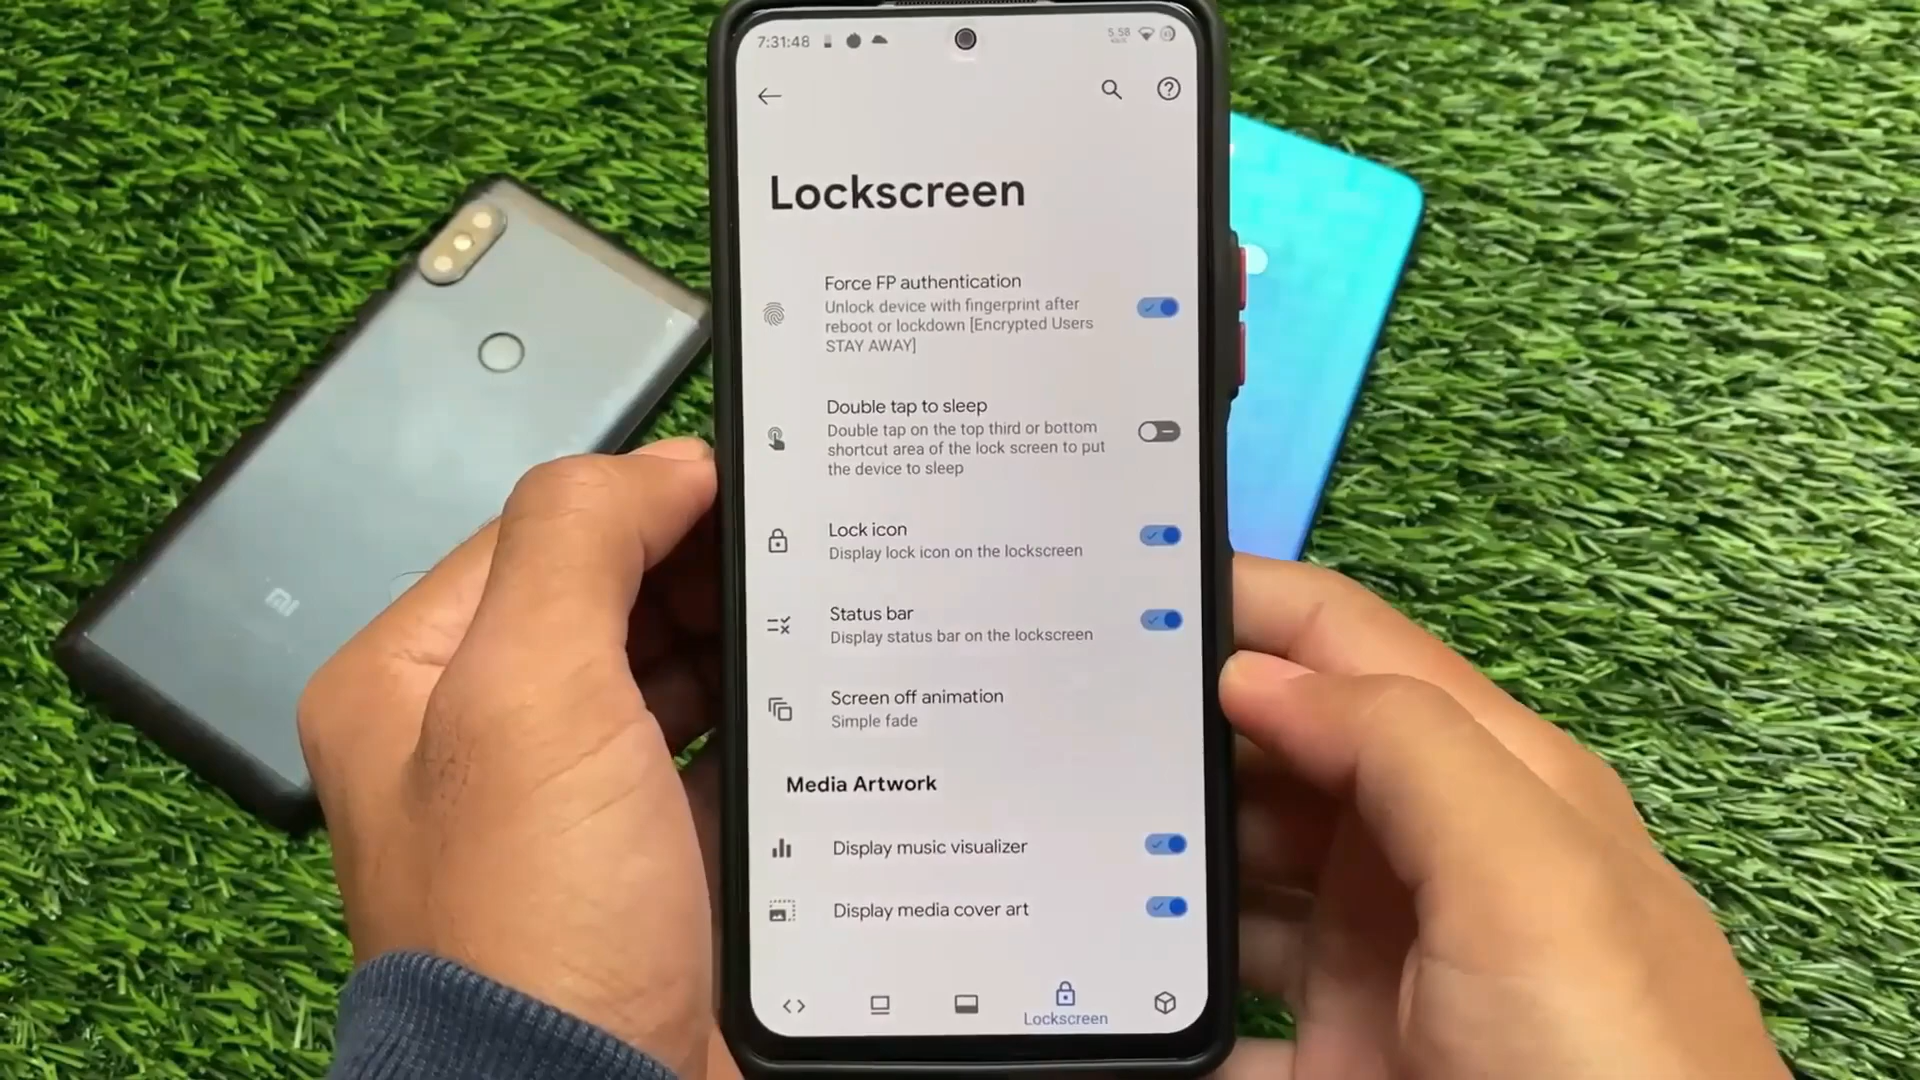 7:31:48
5.58
Lockscreen
Force FP authentication
Unlock device with fingerprint after
reboot or lockdown [Encrypted Users
STAY AWAY]
Double tap to sleep
Double tap on the top third or bottom
shortcut area of the lock screen to put
the device to sleep
Lock icon
Display lock icon on the lockscreen
Status bar
Display status bar on the lockscreen
Screen off animation
Simple fade
Media Artwork
Display music visualizer
Display media cover art
Lockscreen
MI